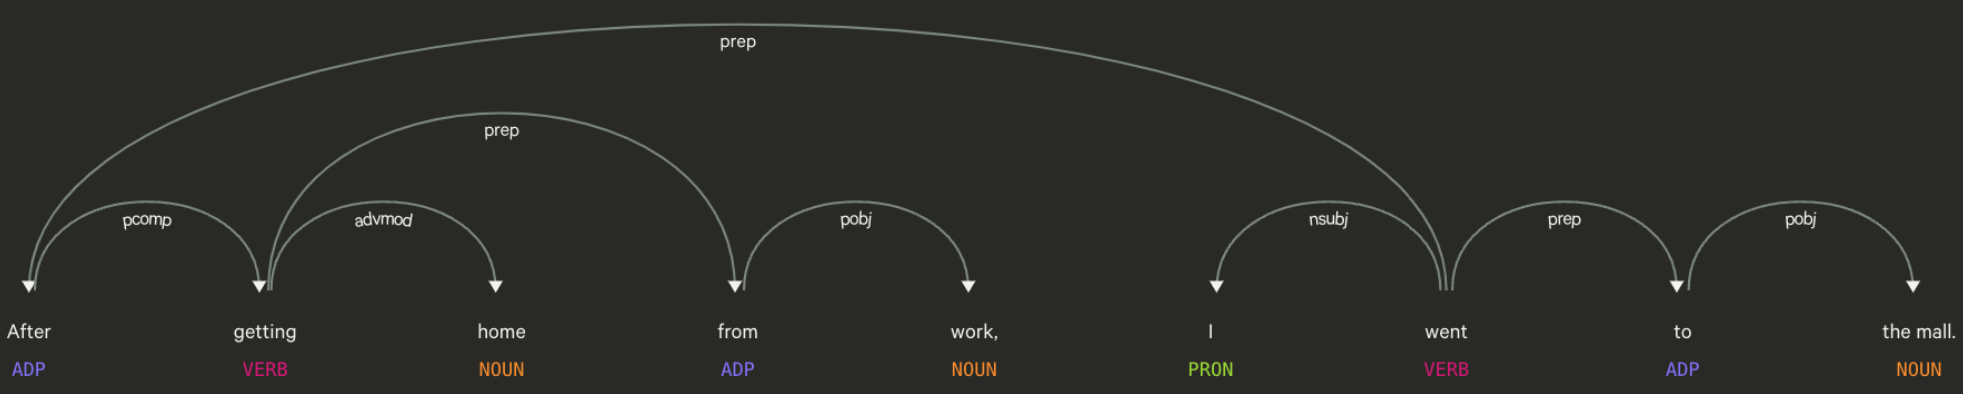 prep
prep
pcomp advmod pobj nsubj prep pobj
After getting home from work, I went to the mall.
ADP VERB NOUN ADP NOUN PRON VERB ADP NOUN